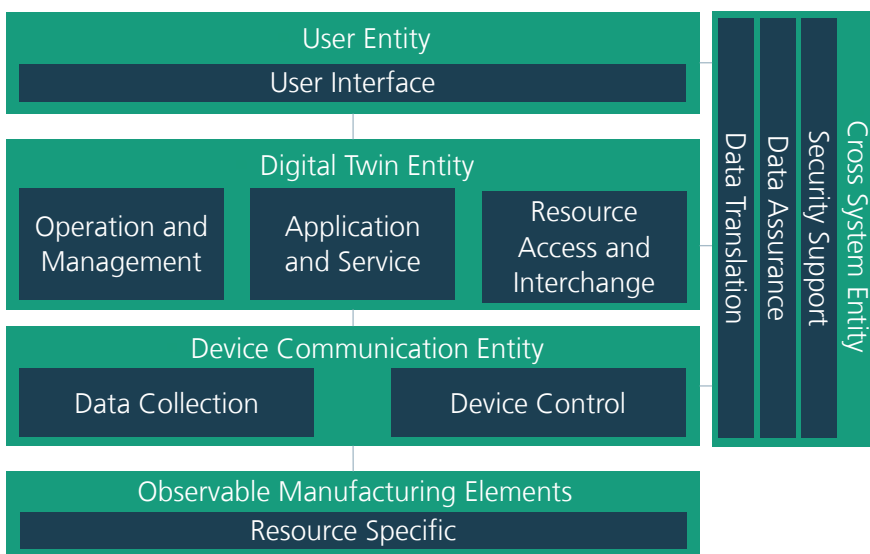 User Entity
User Interface
Digital Twin Entity
Operation and
Management
Application
and Service
Resource
Access and
Interchange
Device Communication Entity
Data Collection
Device Control
Observable Manufacturing Elements
Resource Specific
Cross System Entity
Security Support
Data Assurance
Data Translation